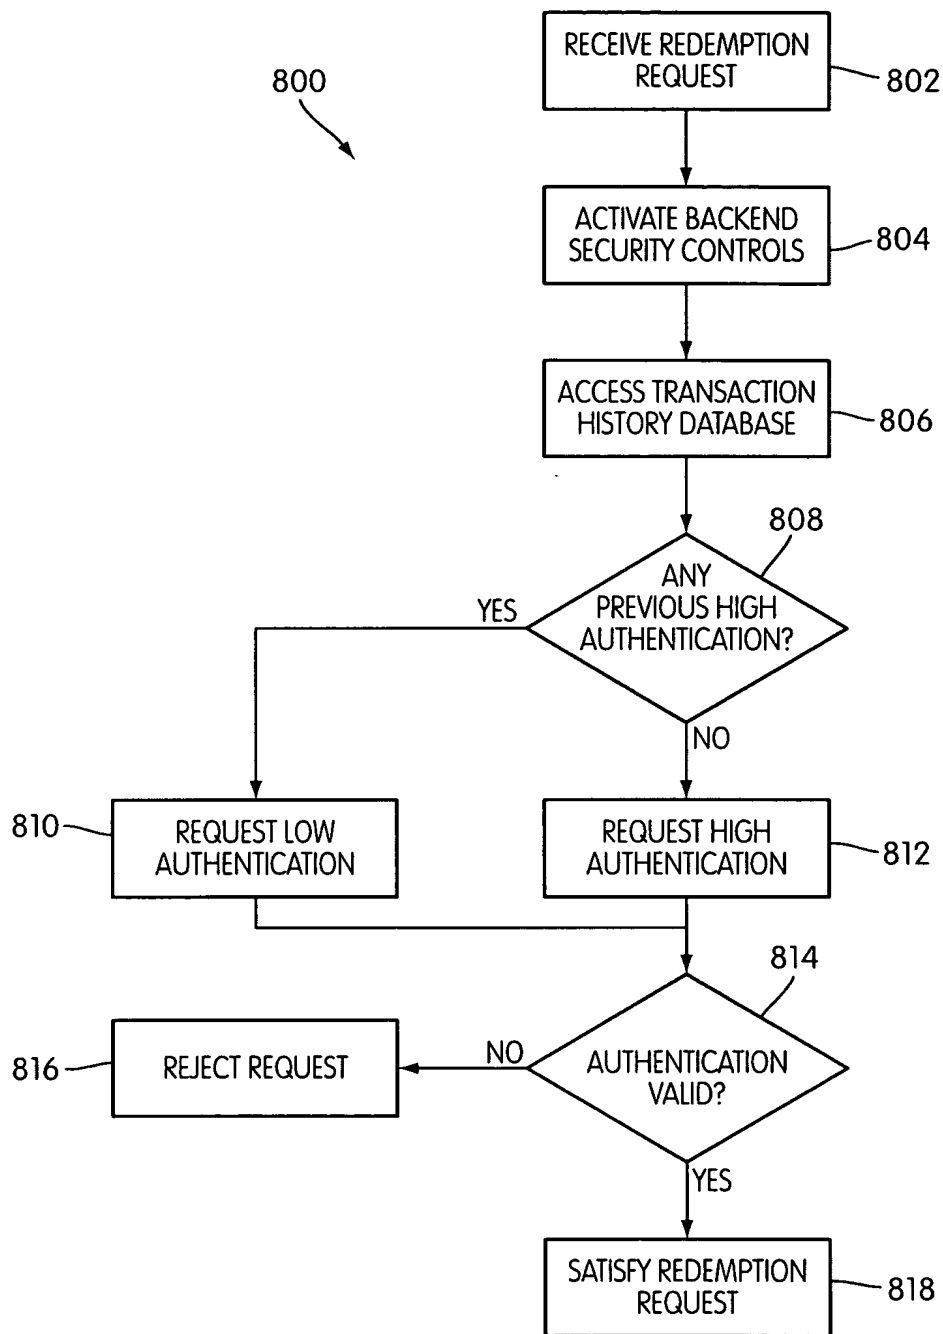 RECEIVE REDEMPTION
REQUEST
802
800
ACTIVATE BACKEND
SECURITY CONTROLS
804
ACCESS TRANSACTION
HISTORY DATABASE
806
808
ANY
PREVIOUS HIGH
AUTHENTICATION?
YES
NO
810
REQUEST LOW
AUTHENTICATION
REQUEST HIGH
AUTHENTICATION
812
814
AUTHENTICATION
VALID?
NO
816
REJECT REQUEST
YES
SATISFY REDEMPTION
REQUEST
818